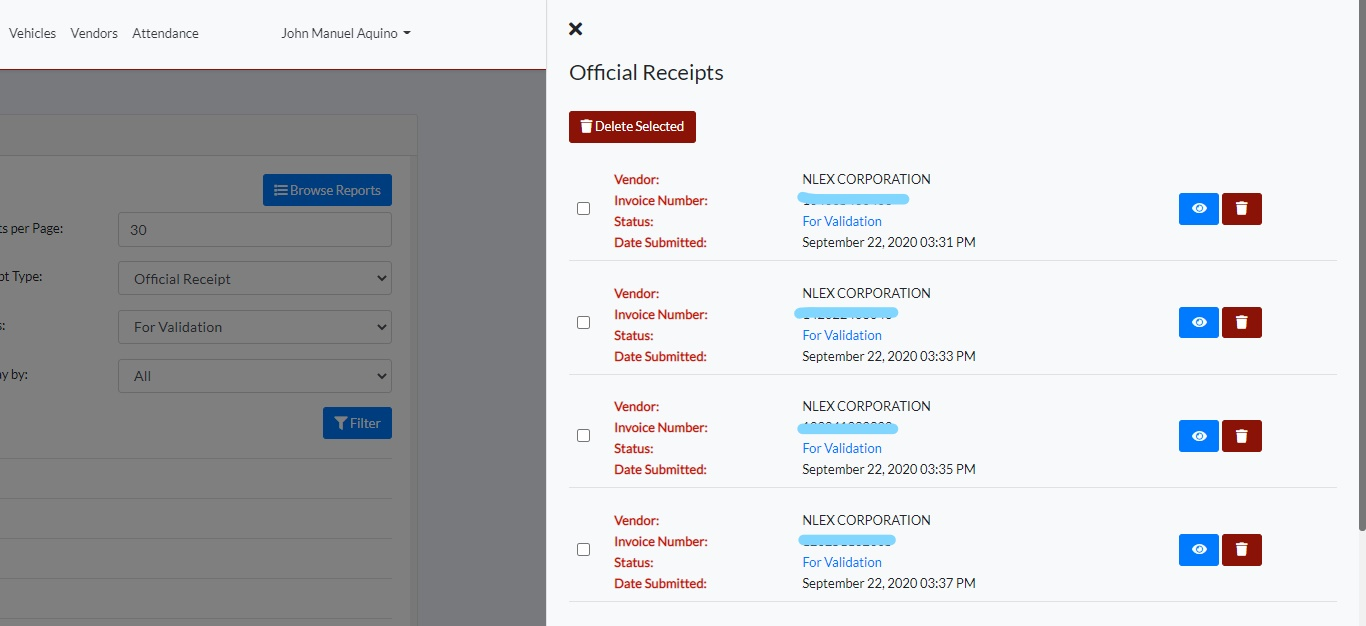 Vehicles Vendors Attendance John Manuel Aquino
Browse Reports
ts per Page: 30
pt Type: Official Receipt
s: For Validation
ay by: All
Filter
Official Receipts
Delete Selected
Vendor: NLEX CORPORATION
Invoice Number:
Status: For Validation
Date Submitted: September 22, 2020 03:31 PM
Vendor: NLEX CORPORATION
Invoice Number:
Status: For Validation
Date Submitted: September 22, 2020 03:33 PM
Vendor: NLEX CORPORATION
Invoice Number:
Status: For Validation
Date Submitted: September 22, 2020 03:35 PM
Vendor: NLEX CORPORATION
Invoice Number:
Status: For Validation
Date Submitted: September 22, 2020 03:37 PM